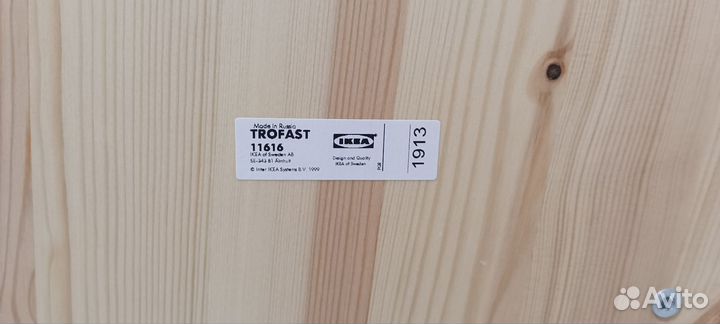 Made in Russia
TROFAST
11616
IKEA of Sweden AB
SE-343 81 Älmhult
© Inter IKEA Systems B.V. 1999
IKEA
Design and Quality
IKEA of Sweden
1913
Avito